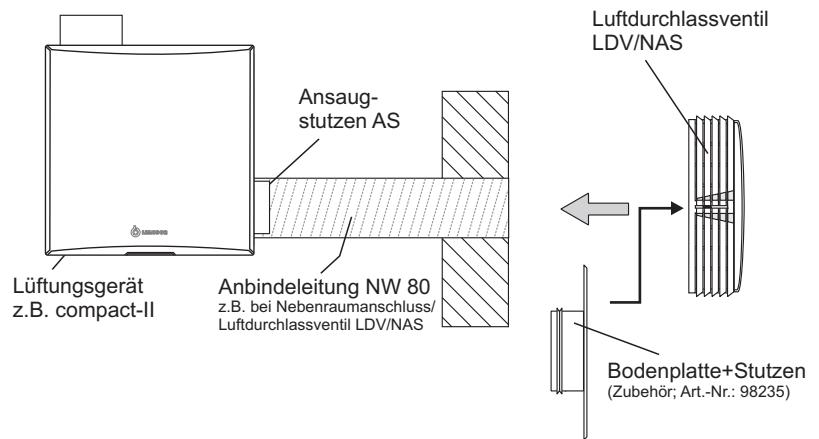 Luftdurchlassventil
LDV/NAS
Ansaug-
stutzen AS
LUNOS
Lüftungsgerät
z.B. compact-II
Anbindeleitung NW 80
z.B. bei Nebenraumanschluss/
Luftdurchlassventil LDV/NAS
Bodenplatte+Stutzen
(Zubehör; Art.-Nr.: 98235)